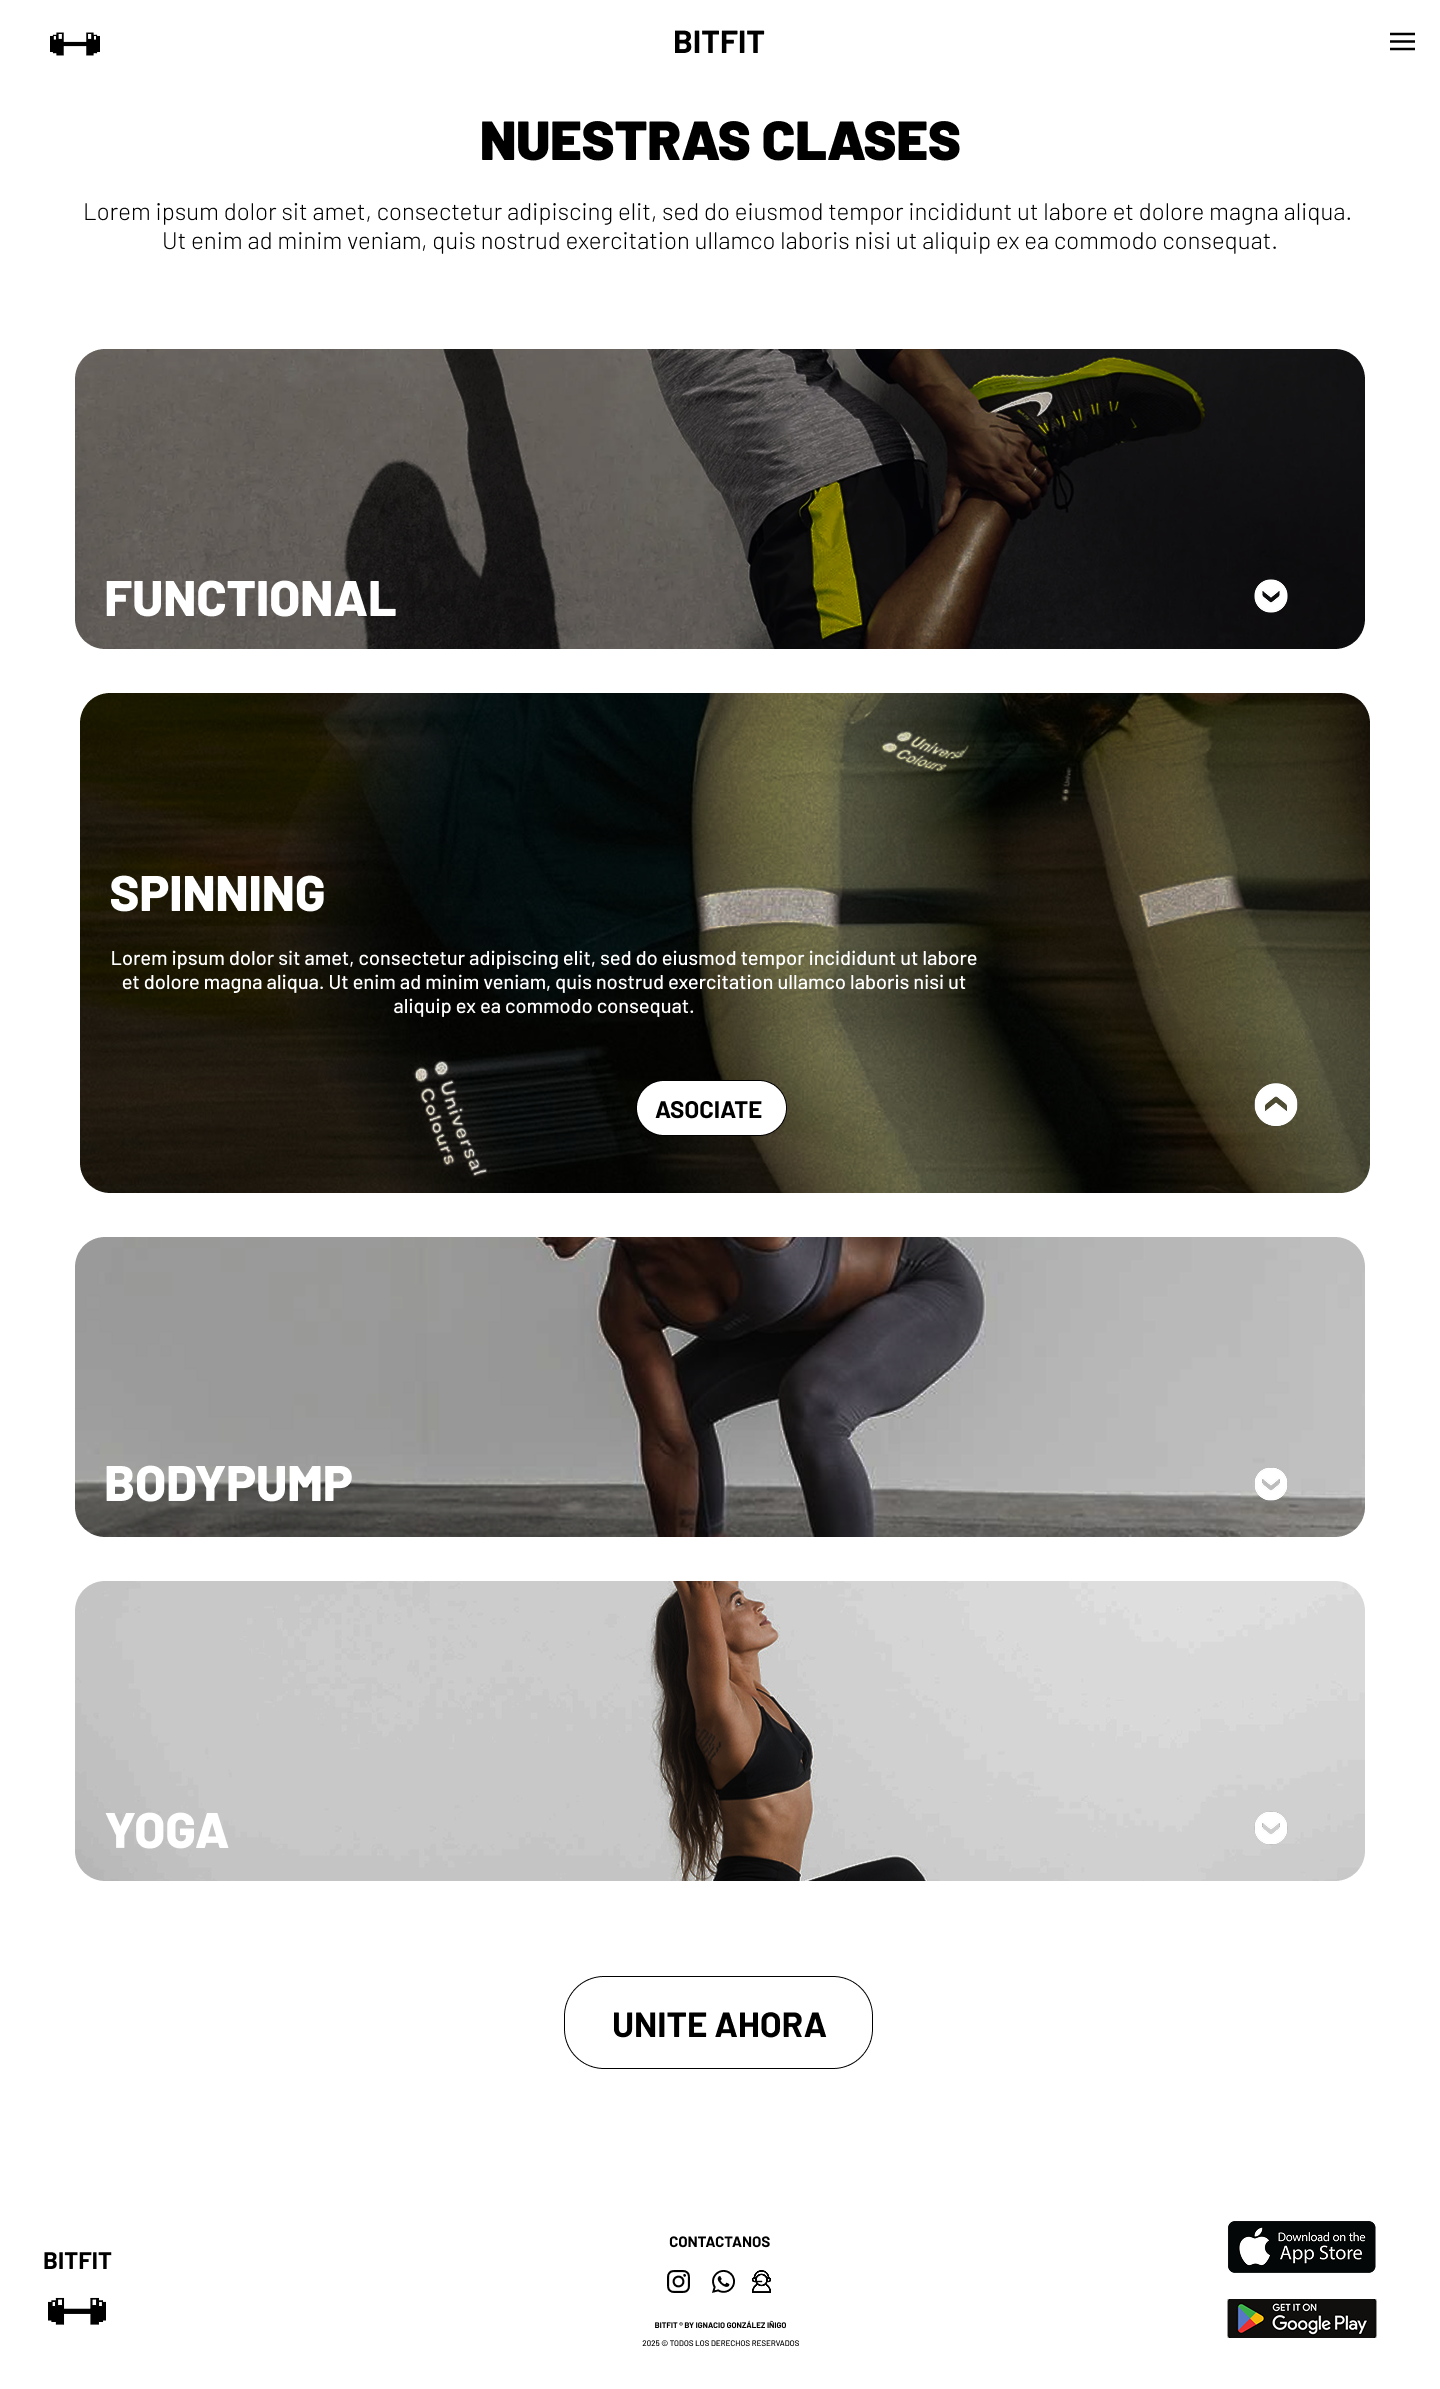 BITFIT
NUESTRAS CLASES
Lorem ipsum dolor sit amet, consectetur adipiscing elit, sed do eiusmod tempor incididunt ut labore et dolore magna aliqua.
Ut enim ad minim veniam, quis nostrud exercitation ullamco laboris nisi ut aliquip ex ea commodo consequat.
FUNCTIONAL
Universal
Colours
SPINNING
Lorem ipsum dolor sit amet, consectetur adipiscing elit, sed do eiusmod tempor incididunt ut labore
et dolore magna aliqua. Ut enim ad minim veniam, quis nostrud exercitation ullamco laboris nisi ut
aliquip ex ea commodo consequat.
Universal
Colours
ASOCIATE
BODYPUMP
YOGA
UNITE AHORA
BITFIT
CONTACTANOS
BITFIT ® BY IGNACIO GONZÁLEZ IÑIGO
2025 © TODOS LOS DERECHOS RESERVADOS
Download on the
App Store
GET IT ON
Google Play